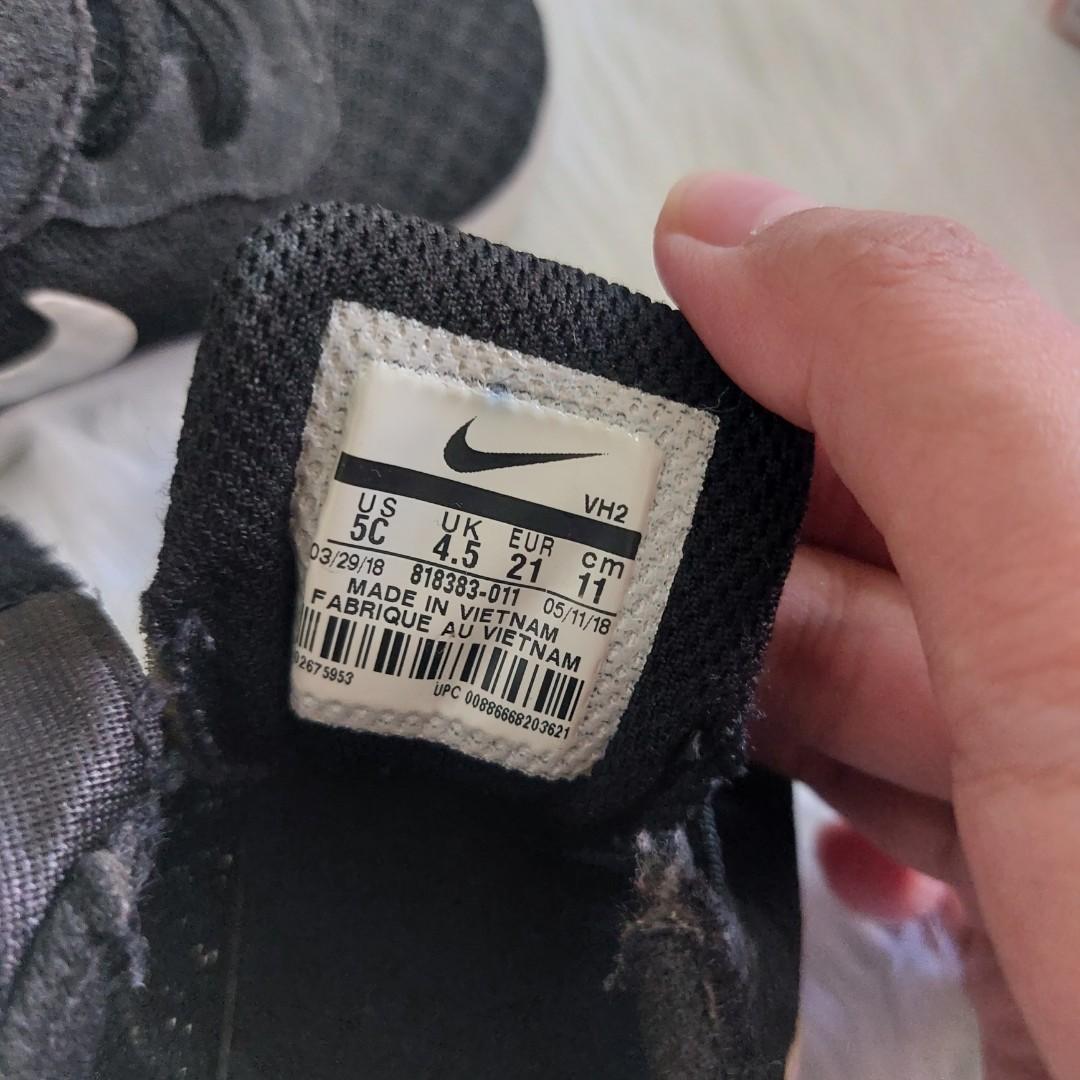 VH2
US UK EUR cm
5C 4.5 21 11
03/29/18 818383-011 05/11/18
MADE IN VIETNAM
FABRIQUE AU VIETNAM
2675953 UPC 00886668203621